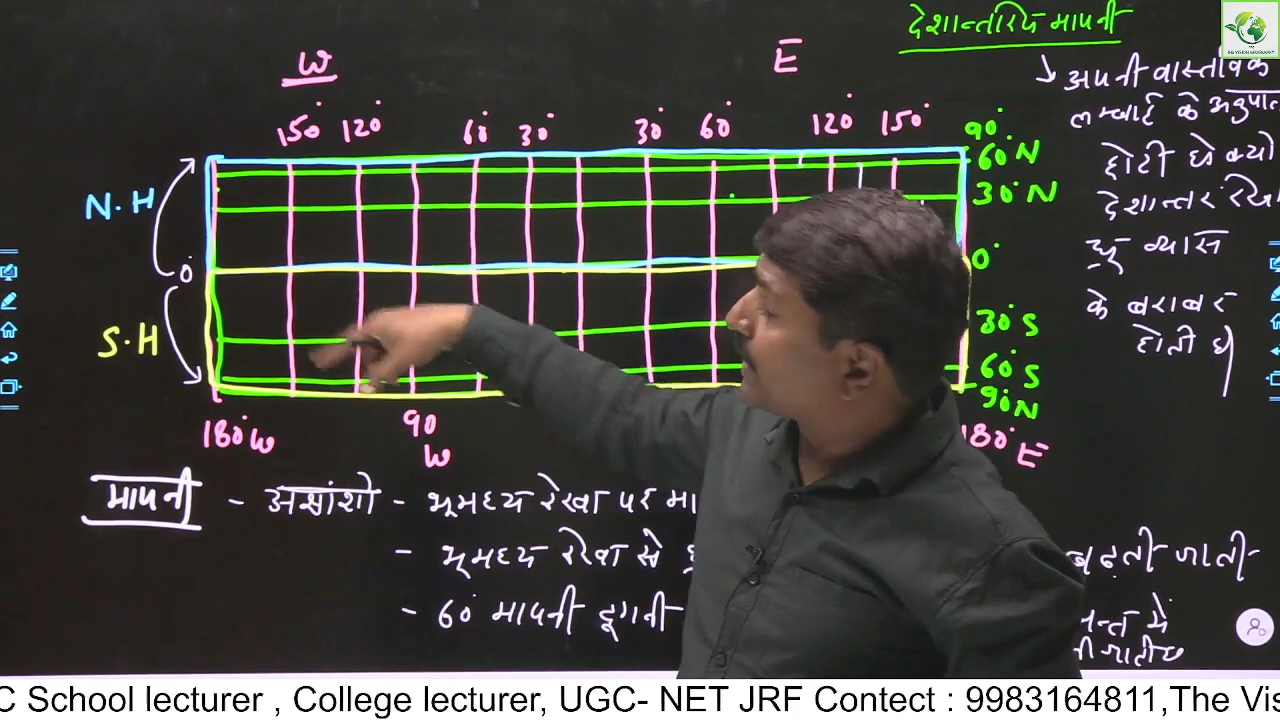 देशान्तरिय मापनी
W
E
अपनी वास्तविक
लम्बाई के अनुपात
छोटी
देशान्तर
व्यास
के बराबर
होती है
150° 120° 60° 30° 30° 60° 120° 150°
90°
60°N
30°N
N.H
0°
0°
S.H
30°S
60°S
90°N
180°W
90
W
180°E
मापनी - अक्षांशो - भूमध्य रेखा पर
- भूमध्य रेखा से
बढ़ती जाती
- 60° मापनी दूगनी
C School lecturer , College lecturer, UGC- NET JRF Contect : 9983164811,The Vis